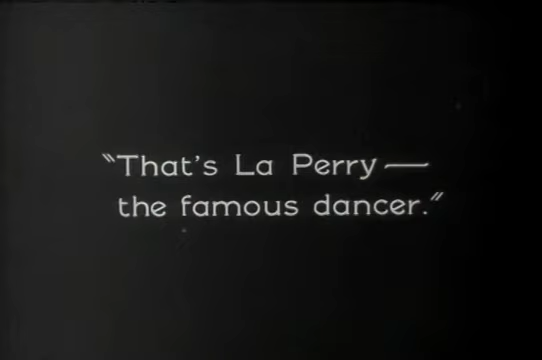 "That's La Perry —
the famous dancer."